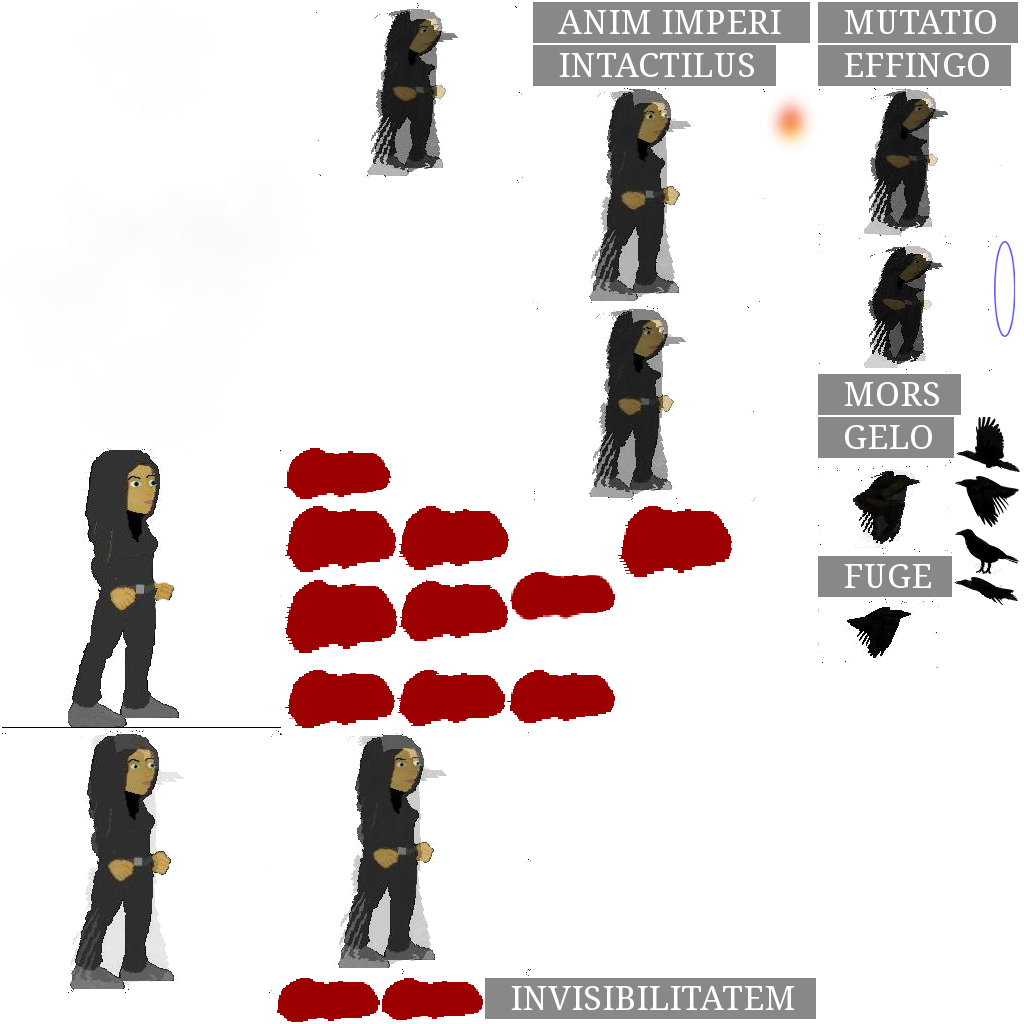 ANIM IMPERI
INTACTILUS
MUTATIO
EFFINGO
MORS
GELO
FUGE
INVISIBILITATEM